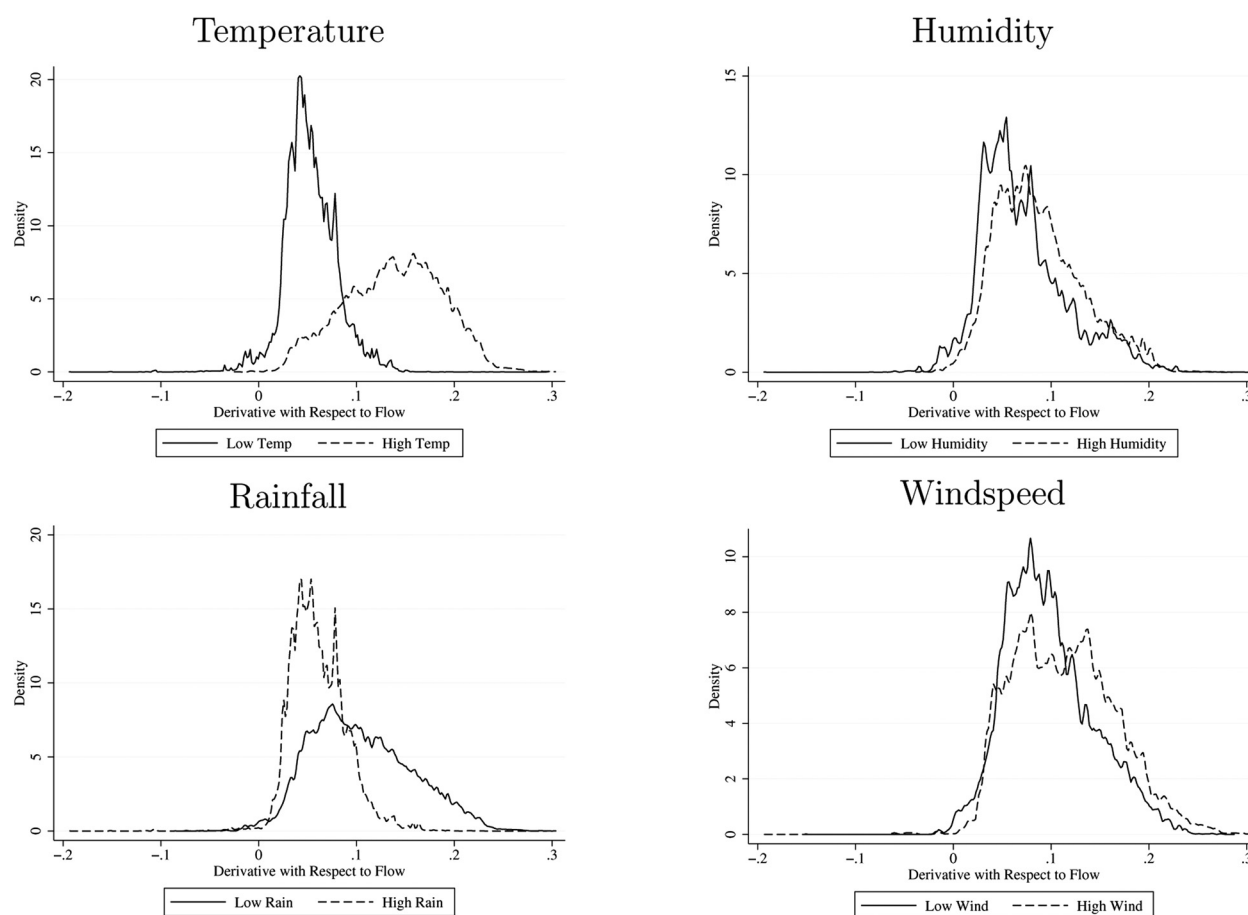 Temperature
20
15
10
5
0
Density
-.2 -.1 0 .1 .2 .3
Derivative with Respect to Flow
Low Temp High Temp
Humidity
15
10
5
0
Density
-.2 -.1 0 .1 .2 .3
Derivative with Respect to Flow
Low Humidity High Humidity
Rainfall
20
15
10
5
0
Density
-.2 -.1 0 .1 .2 .3
Derivative with Respect to Flow
Low Rain High Rain
Windspeed
10
8
6
4
2
0
Density
-.2 -.1 0 .1 .2 .3
Derivative with Respect to Flow
Low Wind High Wind